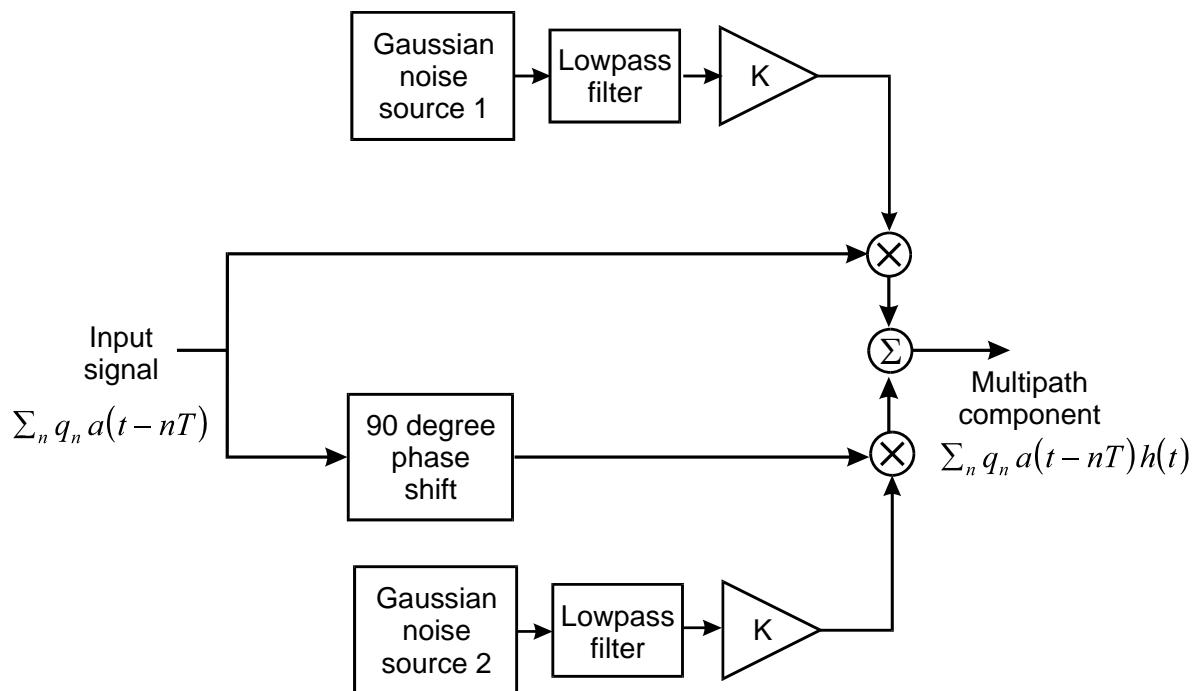 Gaussian
noise
source 1
Lowpass
filter
K
×
Input
signal
∑ₙ qₙ a(t − nT)
90 degree
phase
shift
Σ
×
Multipath
component
∑ₙ qₙ a(t − nT) h(t)
Gaussian
noise
source 2
Lowpass
filter
K